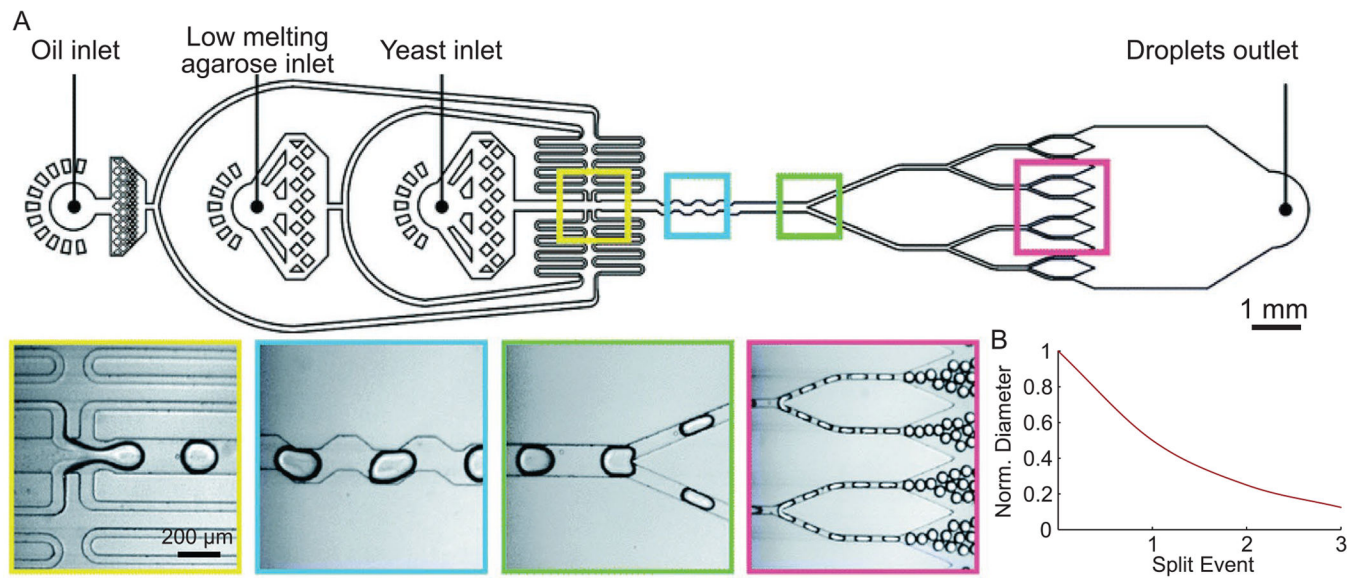 A
Oil inlet
Low melting
agarose inlet
Yeast inlet
Droplets outlet
1 mm
200 µm
B
Norm. Diameter
1
0.8
0.6
0.4
0.2
0
1
2
3
Split Event